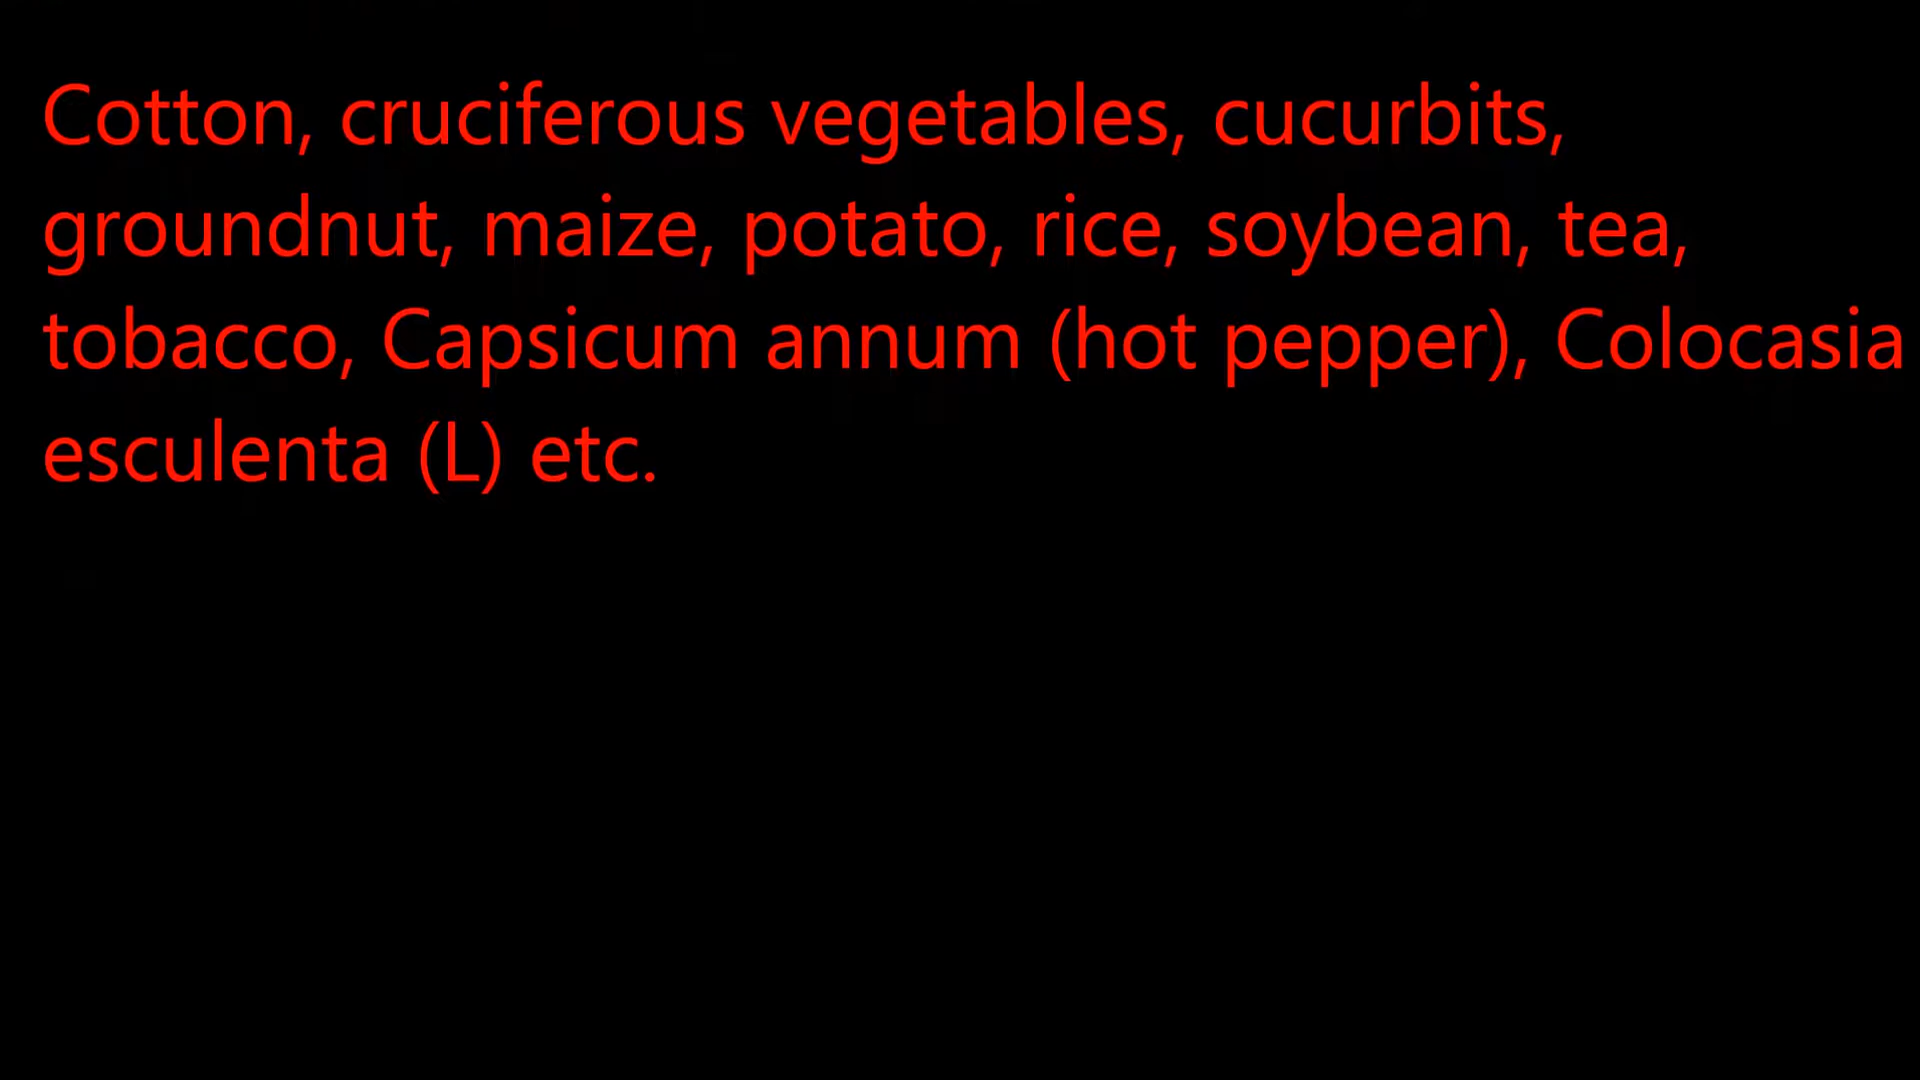 Cotton, cruciferous vegetables, cucurbits,
groundnut, maize, potato, rice, soybean, tea,
tobacco, Capsicum annum (hot pepper), Colocasia
esculenta (L) etc.